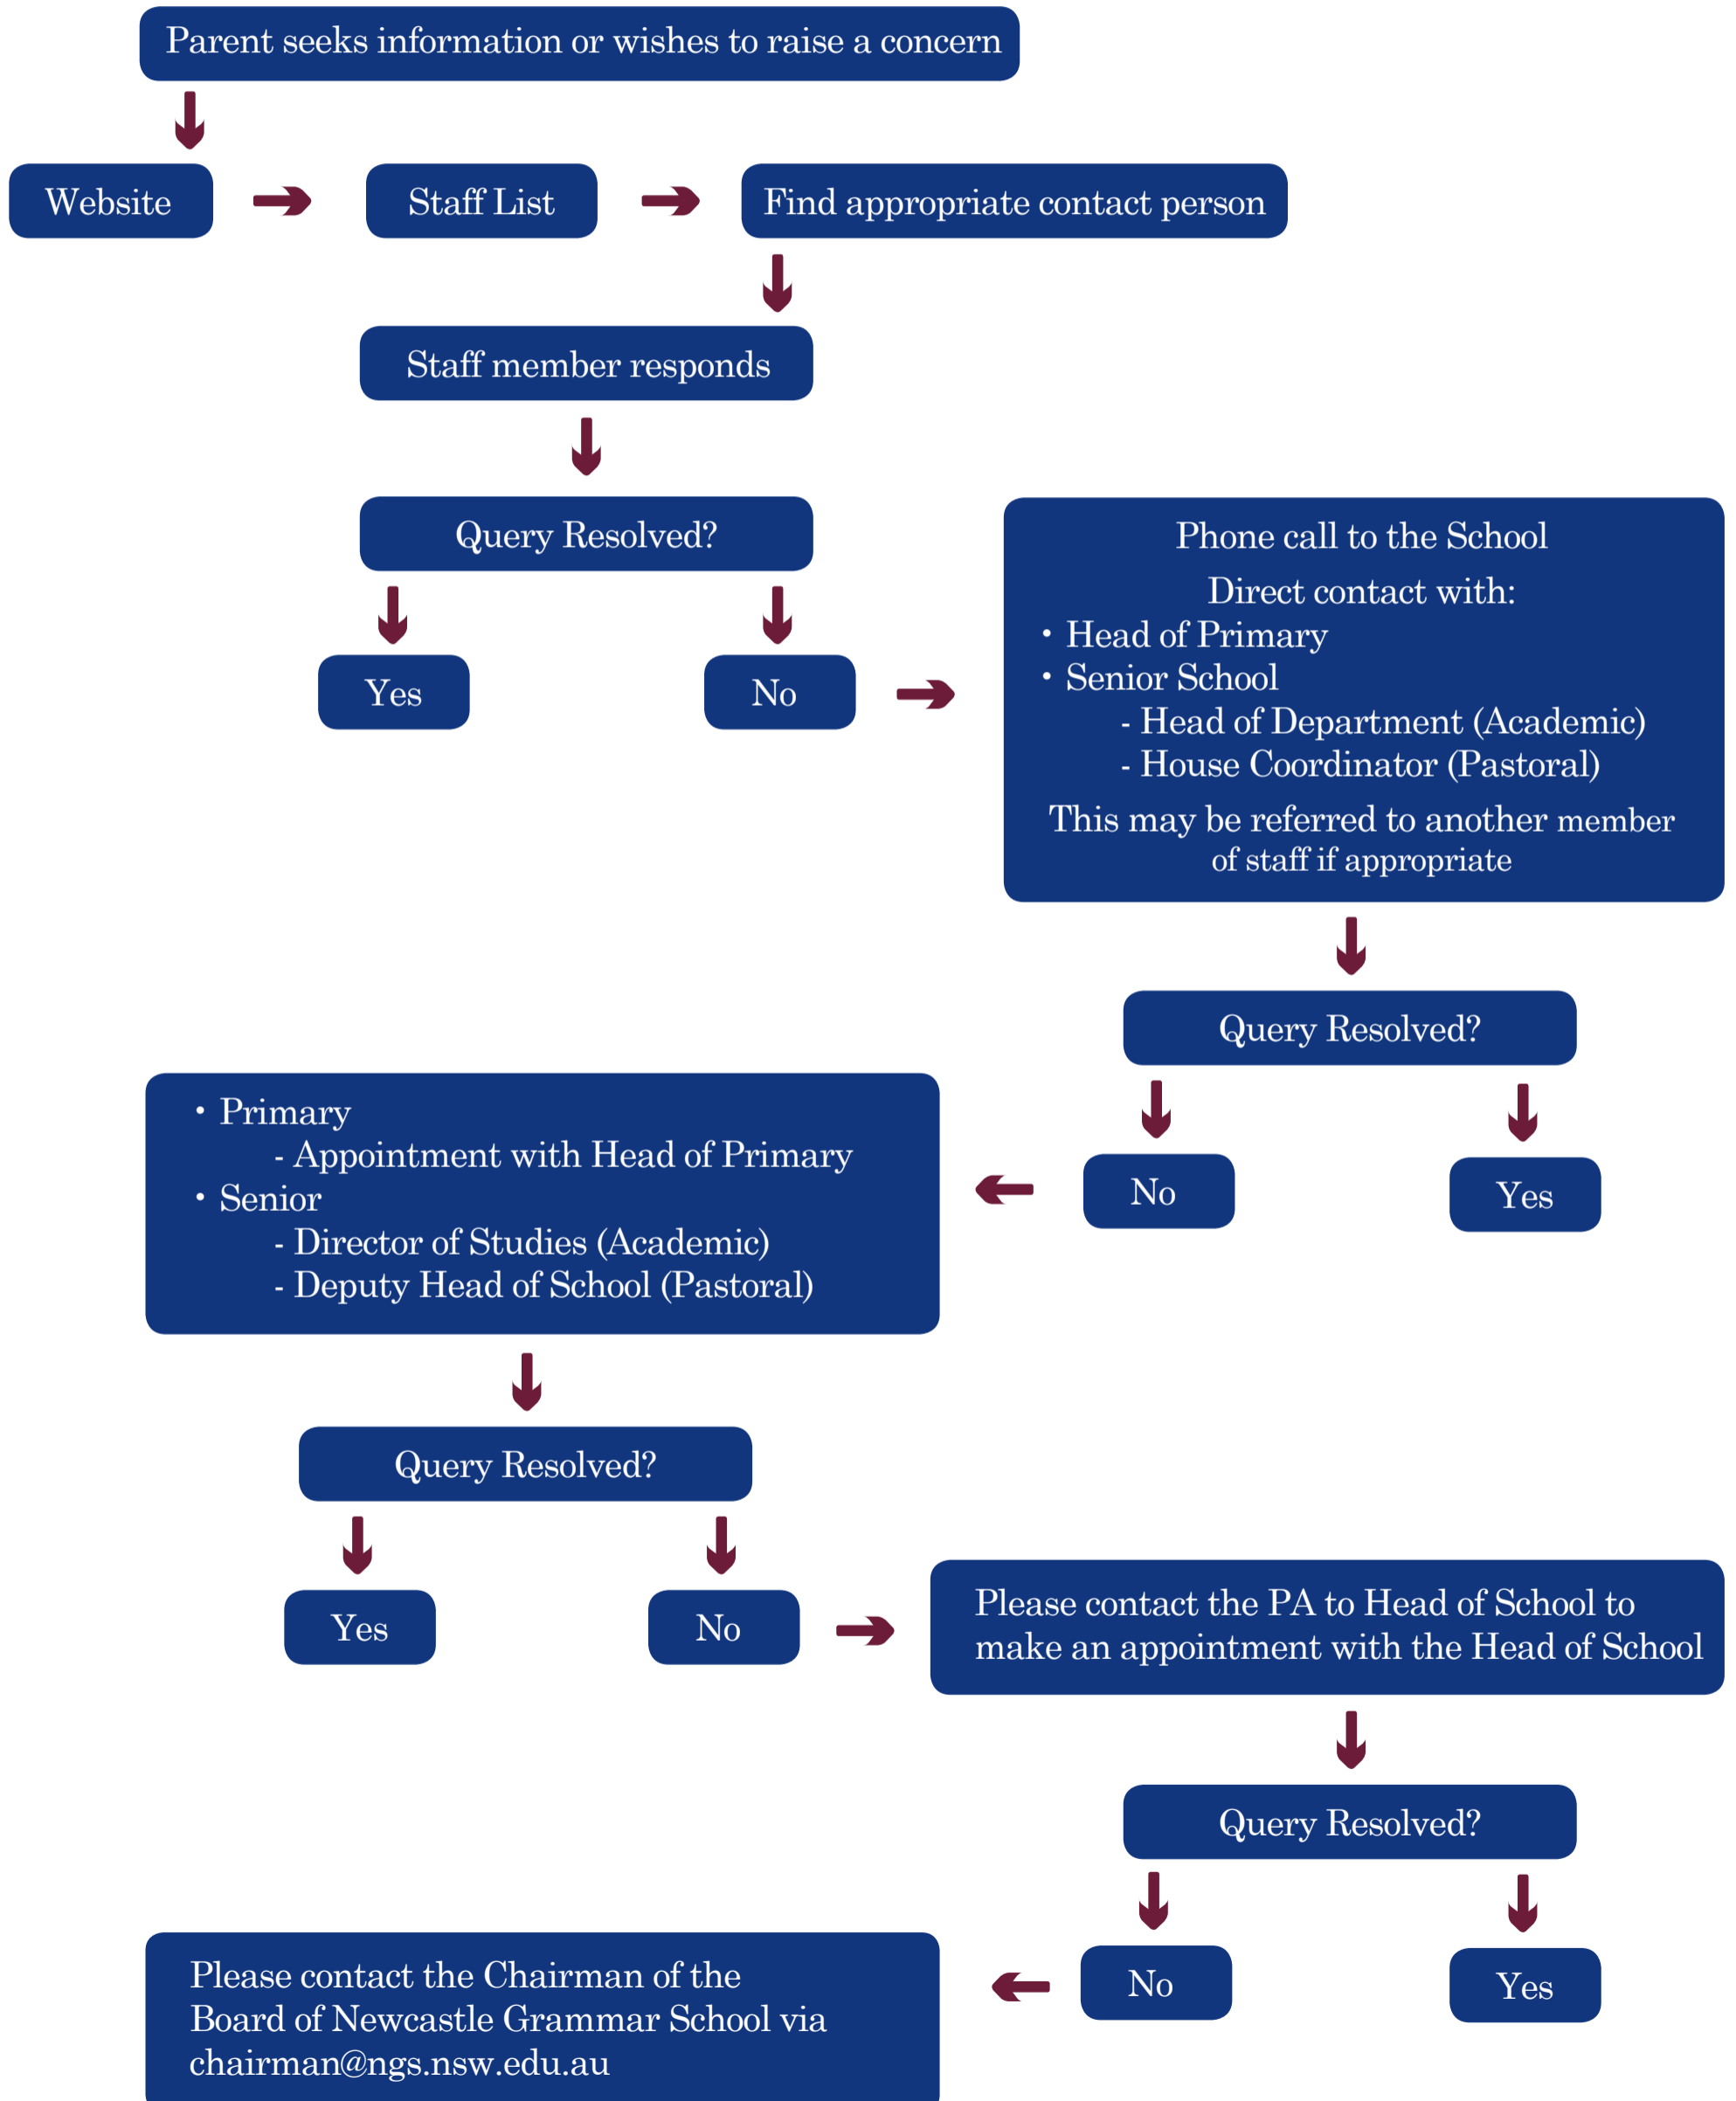 Parent seeks information or wishes to raise a concern
Website
Staff List
Find appropriate contact person
Staff member responds
Query Resolved?
Yes
No
Phone call to the School
Direct contact with:
• Head of Primary
• Senior School
- Head of Department (Academic)
- House Coordinator (Pastoral)
This may be referred to another member
of staff if appropriate
Query Resolved?
No
Yes
• Primary
- Appointment with Head of Primary
• Senior
- Director of Studies (Academic)
- Deputy Head of School (Pastoral)
Query Resolved?
Yes
No
Please contact the PA to Head of School to
make an appointment with the Head of School
Query Resolved?
No
Yes
Please contact the Chairman of the
Board of Newcastle Grammar School via
chairman@ngs.nsw.edu.au